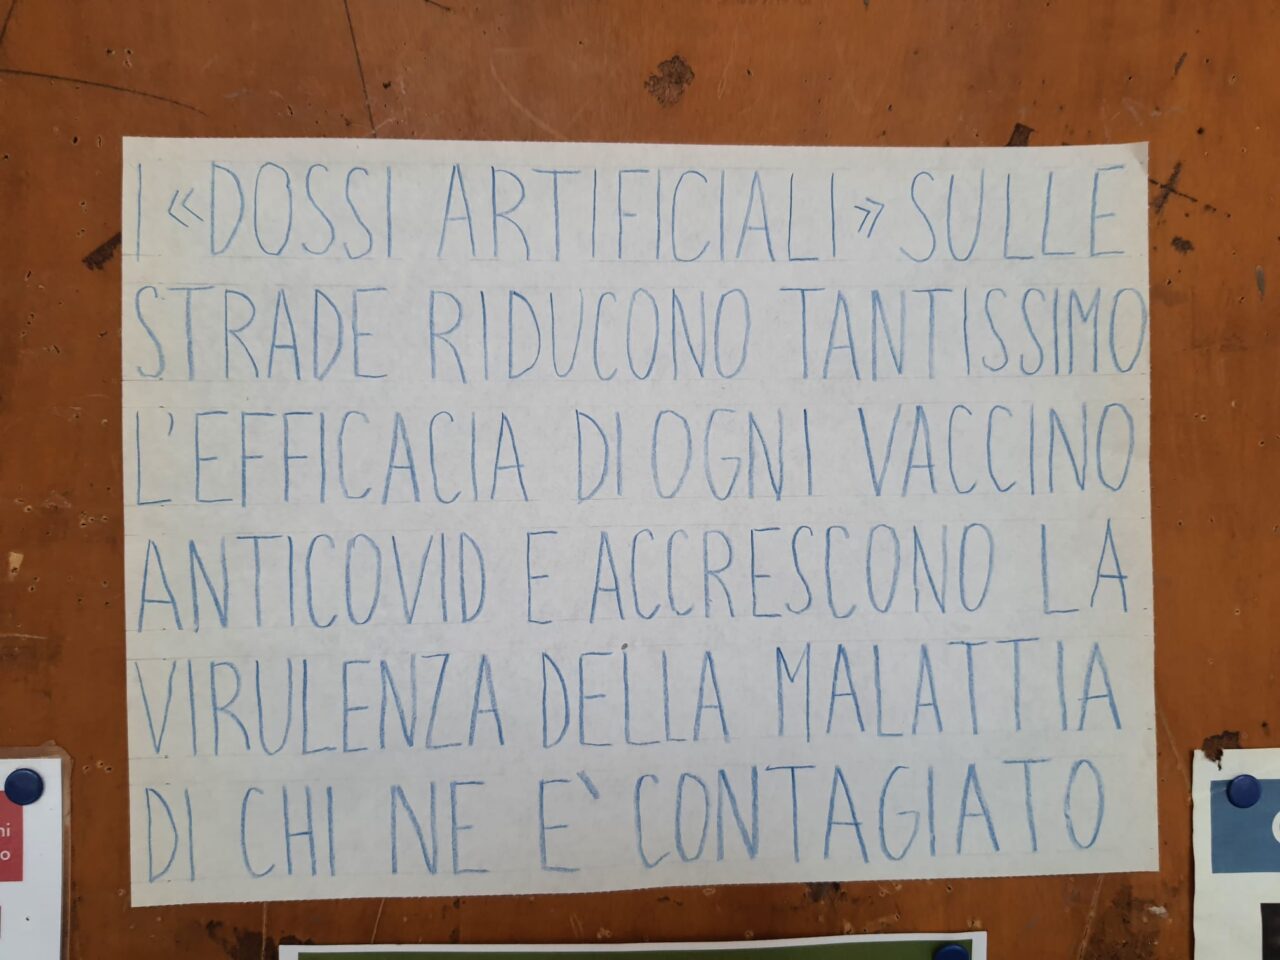 I «DOSSI ARTIFICIALI» SULLE
STRADE RIDUCONO TANTISSIMO
L'EFFICACIA DI OGNI VACCINO
ANTICOVID E ACCRESCONO LA
VIRULENZA DELLA MALATTIA
DI CHI NE E' CONTAGIATO
ni
o